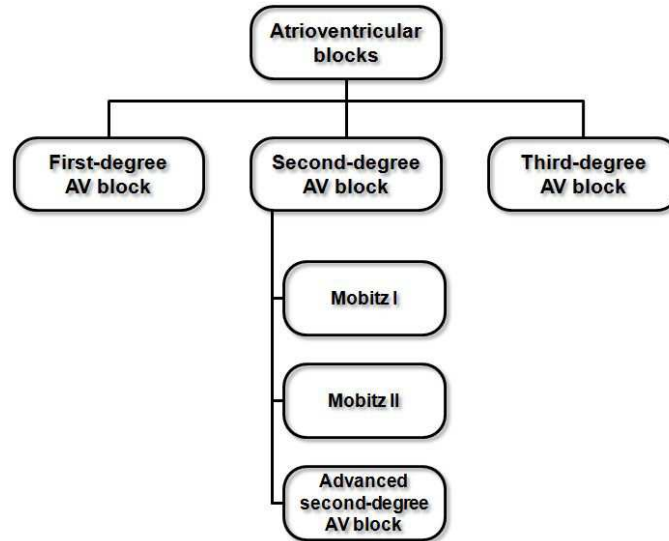 Atrioventricular
blocks
First-degree
AV block
Second-degree
AV block
Third-degree
AV block
Mobitz I
Mobitz II
Advanced
second-degree
AV block